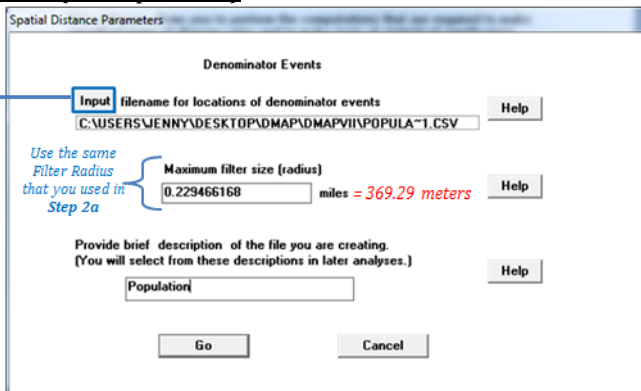 Spatial Distance Parameters
Denominator Events
Input filename for locations of denominator events
Help
C:\USERS\JENNY\DESKTOP\DMAP\DMAPVII\POPULA~1.CSV
Use the same
Filter Radius
that you used in
Step 2a
Maximum filter size (radius)
0.229466168 miles = 369.29 meters
Help
Provide brief description of the file you are creating.
(You will select from these descriptions in later analyses.)
Help
Population
Go
Cancel